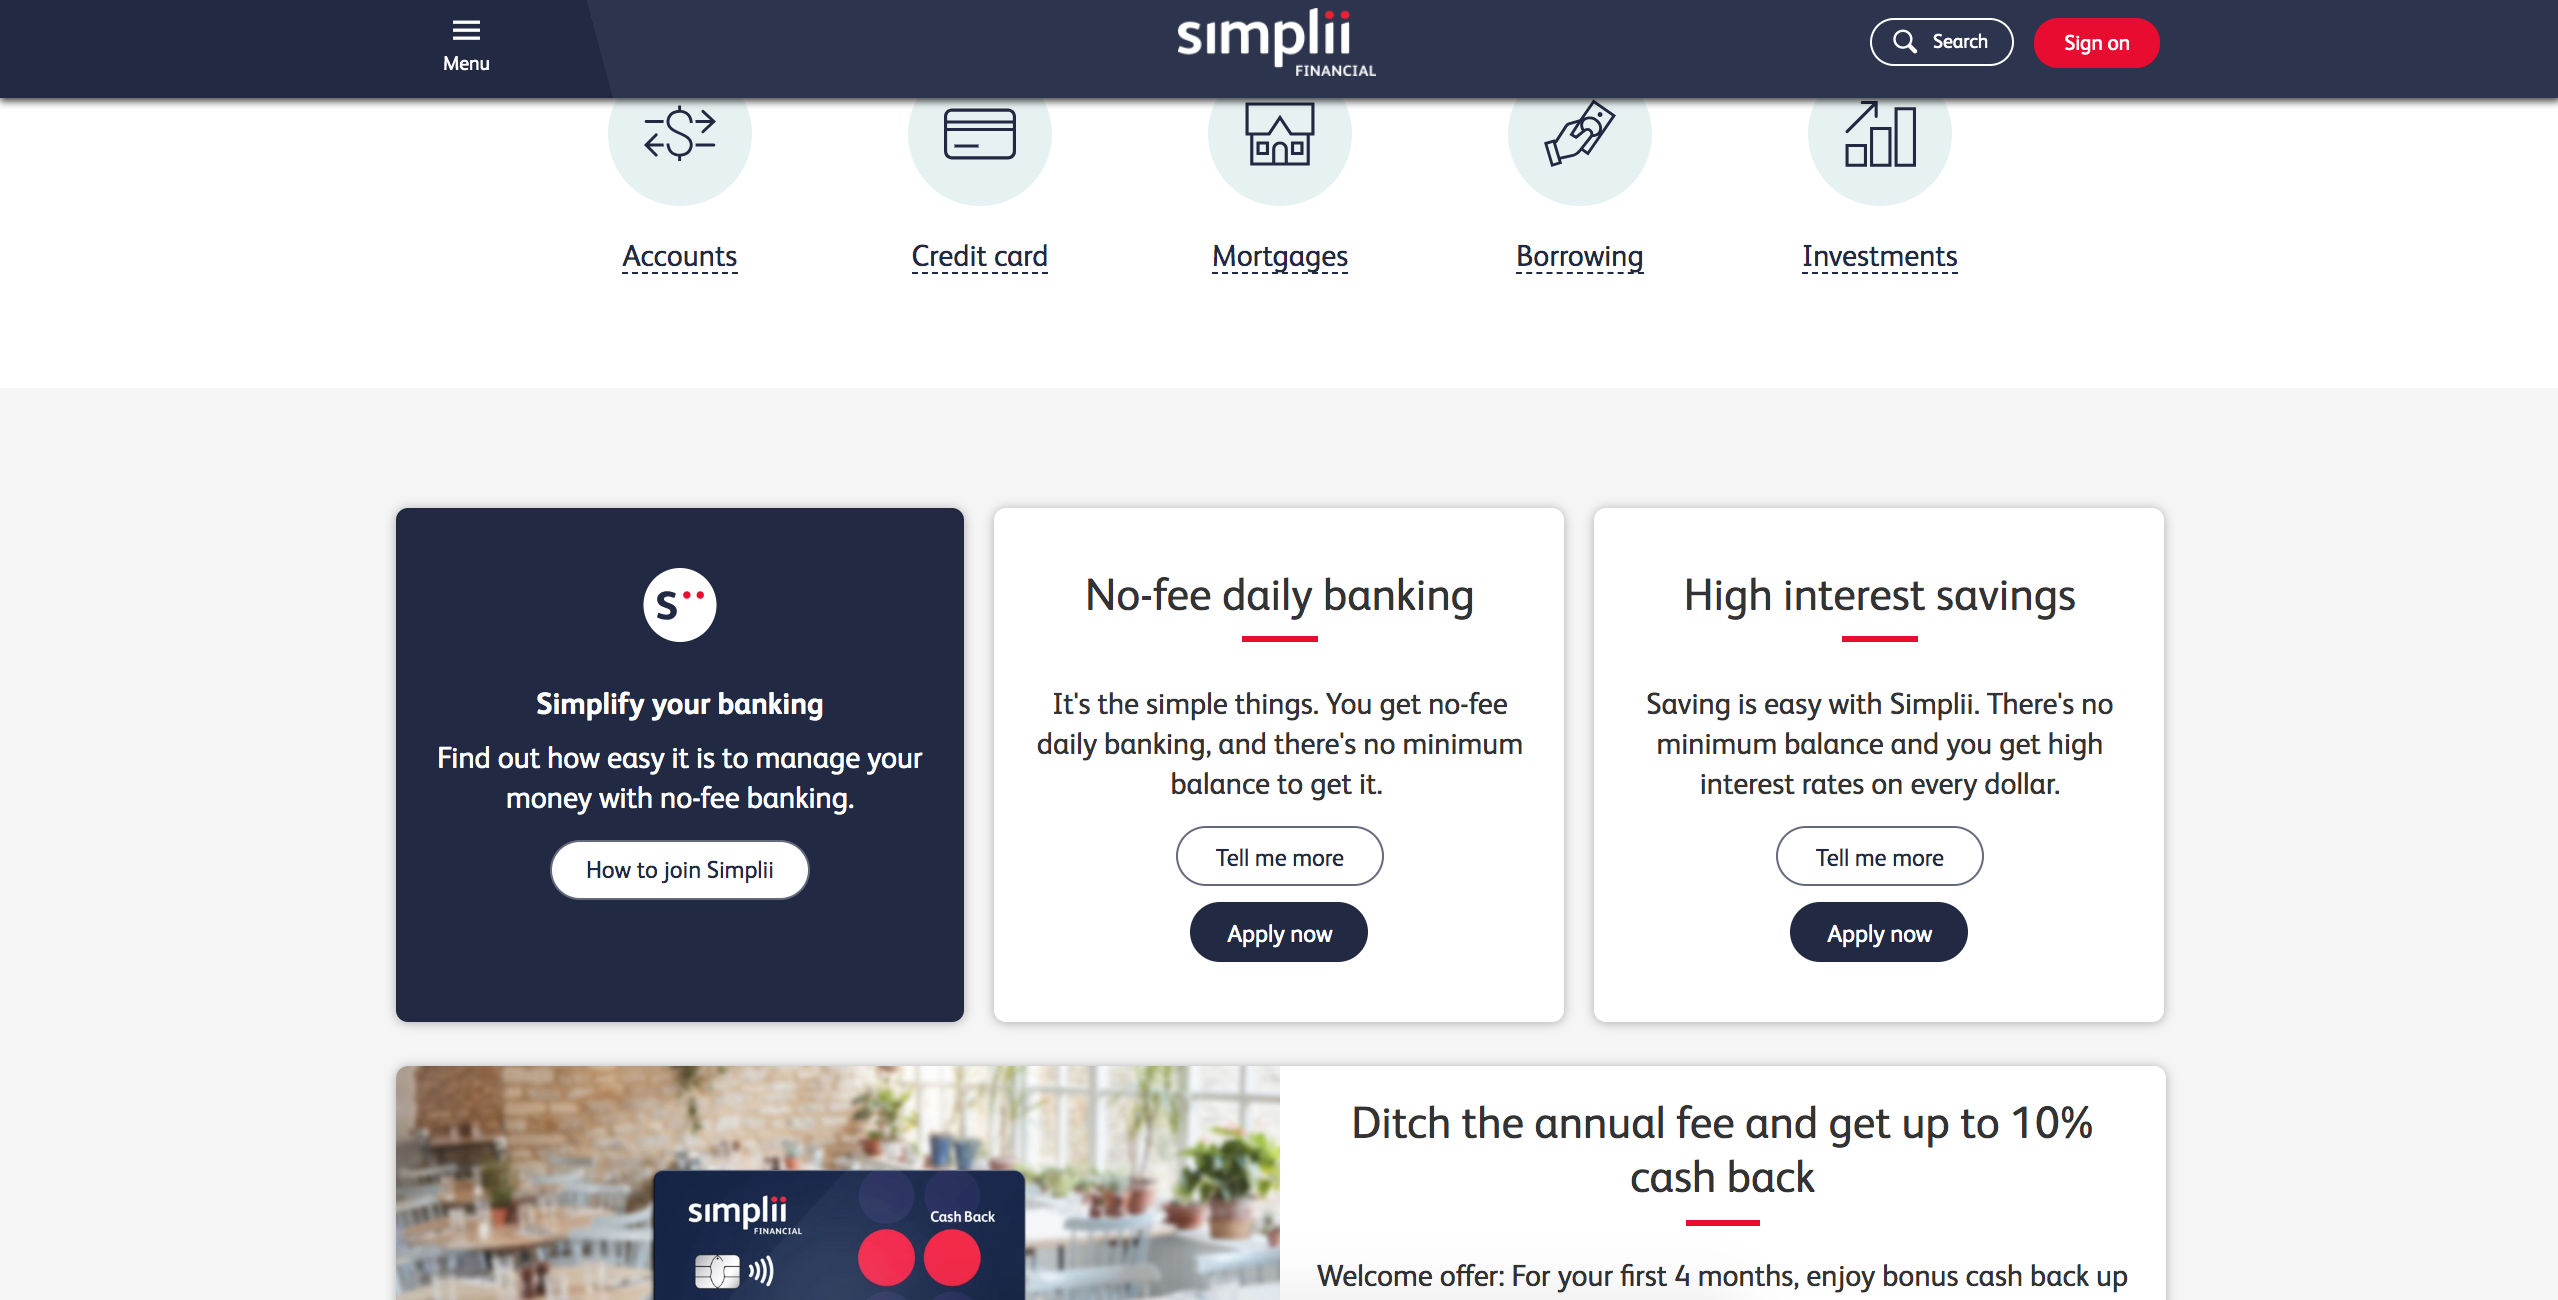 Menu
simplii
FINANCIAL
Search
Sign on
Accounts
Credit card
Mortgages
Borrowing
Investments
s
Simplify your banking
Find out how easy it is to manage your
money with no-fee banking.
How to join Simplii
No-fee daily banking
It's the simple things. You get no-fee
daily banking, and there's no minimum
balance to get it.
Tell me more
Apply now
High interest savings
Saving is easy with Simplii. There's no
minimum balance and you get high
interest rates on every dollar.
Tell me more
Apply now
simplii
FINANCIAL
Cash Back
Ditch the annual fee and get up to 10%
cash back
Welcome offer: For your first 4 months, enjoy bonus cash back up